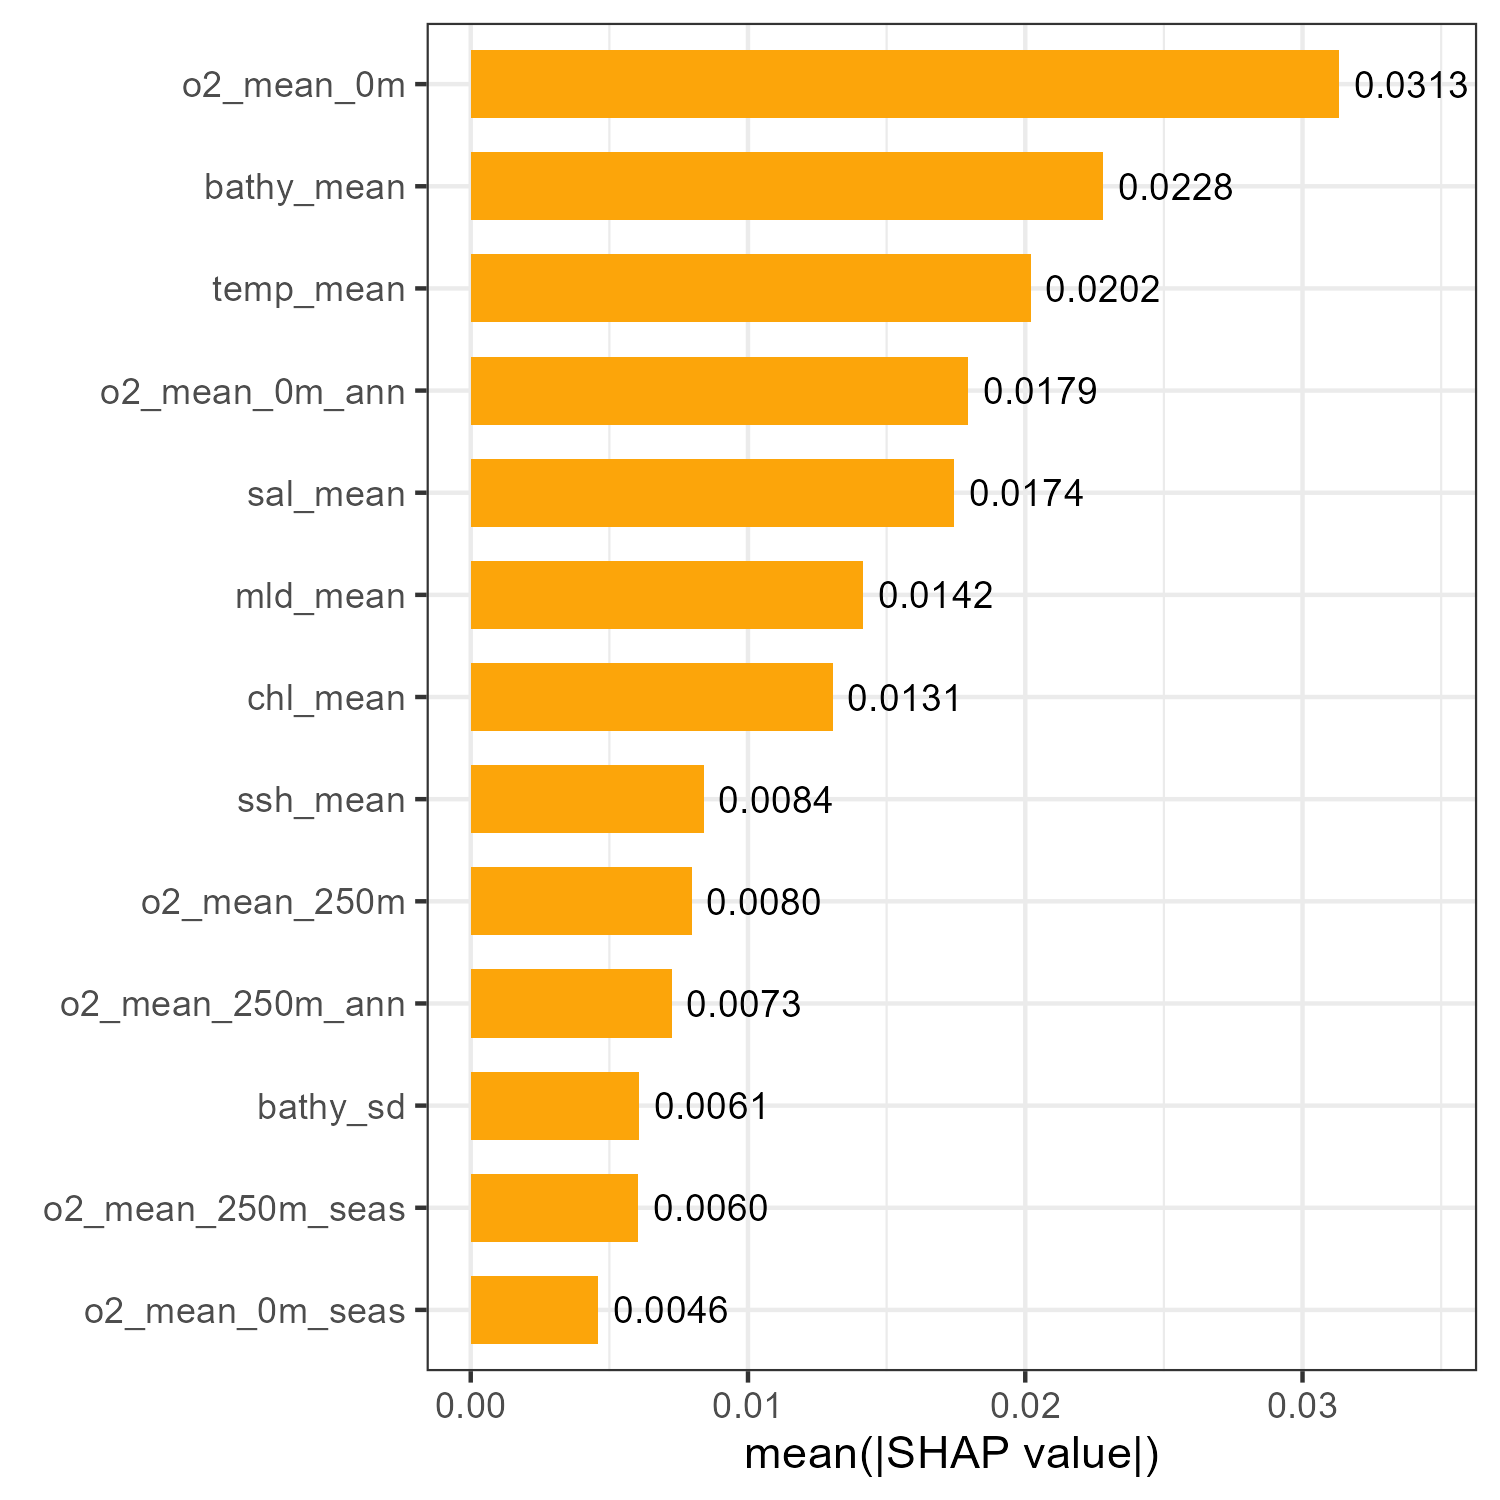 o2_mean_0m 0.0313
bathy_mean 0.0228
temp_mean 0.0202
o2_mean_0m_ann 0.0179
sal_mean 0.0174
mld_mean 0.0142
chl_mean 0.0131
ssh_mean 0.0084
o2_mean_250m 0.0080
o2_mean_250m_ann 0.0073
bathy_sd 0.0061
o2_mean_250m_seas 0.0060
o2_mean_0m_seas 0.0046
0.00 0.01 0.02 0.03
mean(|SHAP value|)